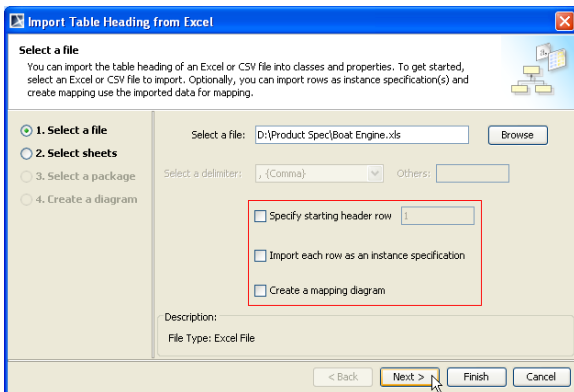 Import Table Heading from Excel
Select a file
You can import the table heading of an Excel or CSV file into classes and properties. To get started,
select an Excel or CSV file to import. Optionally, you can import rows as instance specification(s) and
create mapping use the imported data for mapping.
1. Select a file
2. Select sheets
3. Select a package
4. Create a diagram
Select a file: D:\Product Spec\Boat Engine.xls Browse
Select a delimiter: , {Comma} Others:
Specify starting header row 1
Import each row as an instance specification
Create a mapping diagram
Description:
File Type: Excel File
< Back Next > Finish Cancel